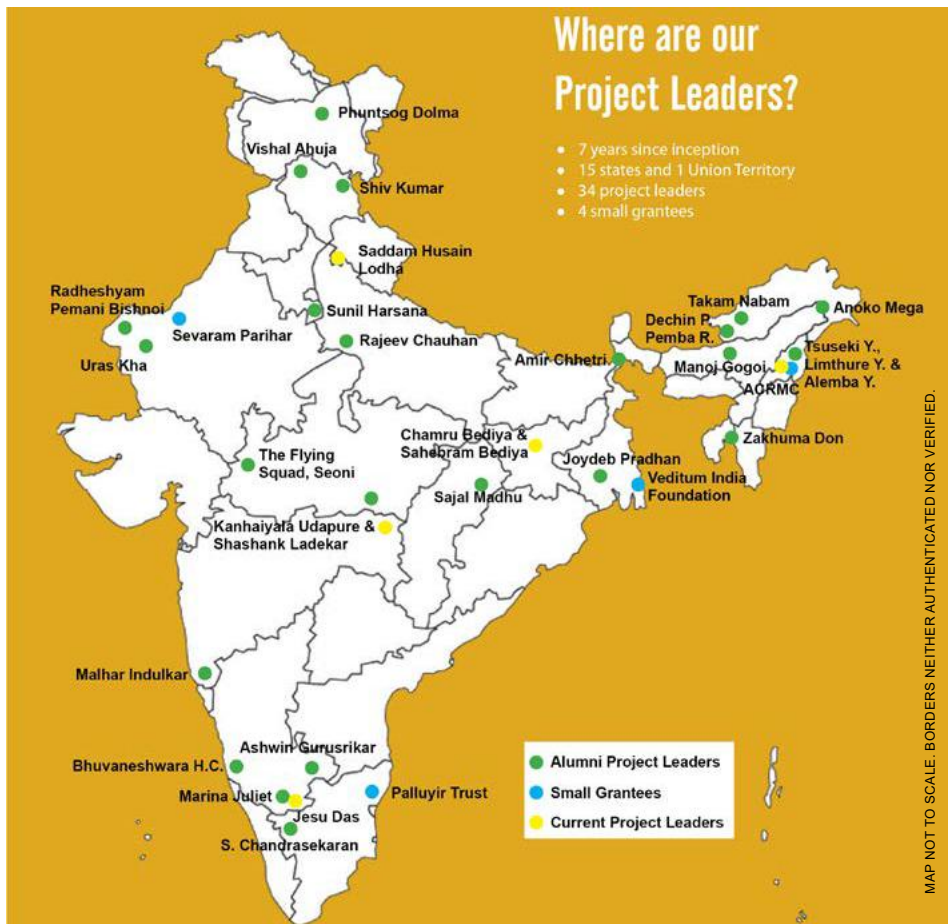 Where are our
Project Leaders?
• 7 years since inception
• 15 states and 1 Union Territory
• 34 project leaders
• 4 small grantees
Phuntsog Dolma
Vishal Ahuja
Shiv Kumar
Saddam Husain
Lodha
Radheshyam
Pemani Bishnoi
Sevaram Parihar
Uras Kha
Sunil Harsana
Rajeev Chauhan
Amir Chhetri
Takam Nabam
Dechin P.
Pemba R.
Anoko Mega
Manoj Gogoi
Tsuseki Y.,
Limthure Y. &
Alemba Y.
ACRMC
Zakhuma Don
Chamru Bediya &
Sahebram Bediya
Joydeb Pradhan
Veditum India
Foundation
The Flying
Squad, Seoni
Sajal Madhu
Kanhaiyala Udapure &
Shashank Ladekar
Malhar Indulkar
Ashwin Gurusrikar
Bhuvaneshwara H.C.
Marina Juliet
Jesu Das
Palluyir Trust
S. Chandrasekaran
Alumni Project Leaders
Small Grantees
Current Project Leaders
MAP NOT TO SCALE. BORDERS NEITHER AUTHENTICATED NOR VERIFIED.